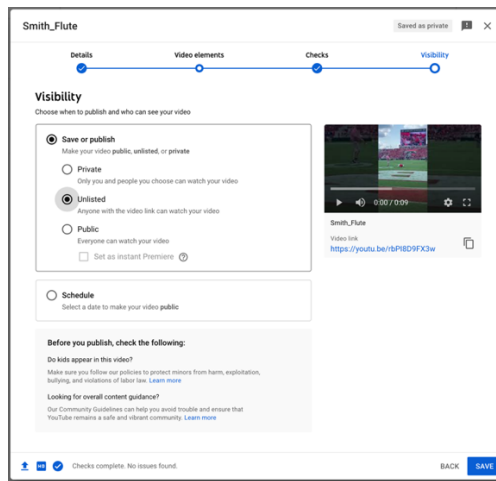 Smith_Flute
Saved as private
Details
Video elements
Checks
Visibility
Visibility
Choose when to publish and who can see your video
Save or publish
Make your video public, unlisted, or private
Private
Only you and people you choose can watch your video
Unlisted
Anyone with the video link can watch your video
Public
Everyone can watch your video
Set as instant Premiere
Schedule
Select a date to make your video public
0:00 / 0:09
Smith_Flute
Video link
https://youtu.be/rbPI8D9FX3w
Before you publish, check the following:
Do kids appear in this video?
Make sure you follow our policies to protect minors from harm, exploitation,
bullying, and violations of labor law. Learn more
Looking for overall content guidance?
Our Community Guidelines can help you avoid trouble and ensure that
YouTube remains a safe and vibrant community. Learn more
Checks complete. No issues found.
BACK
SAVE